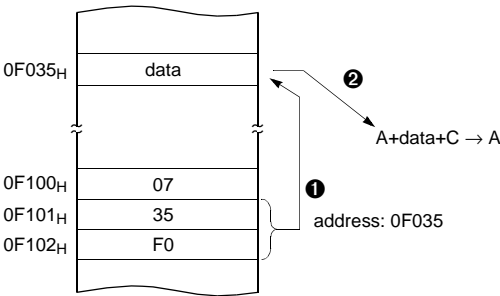 0F035H data
❷
A+data+C → A
0F100H 07
❶
0F101H 35
address: 0F035
0F102H F0